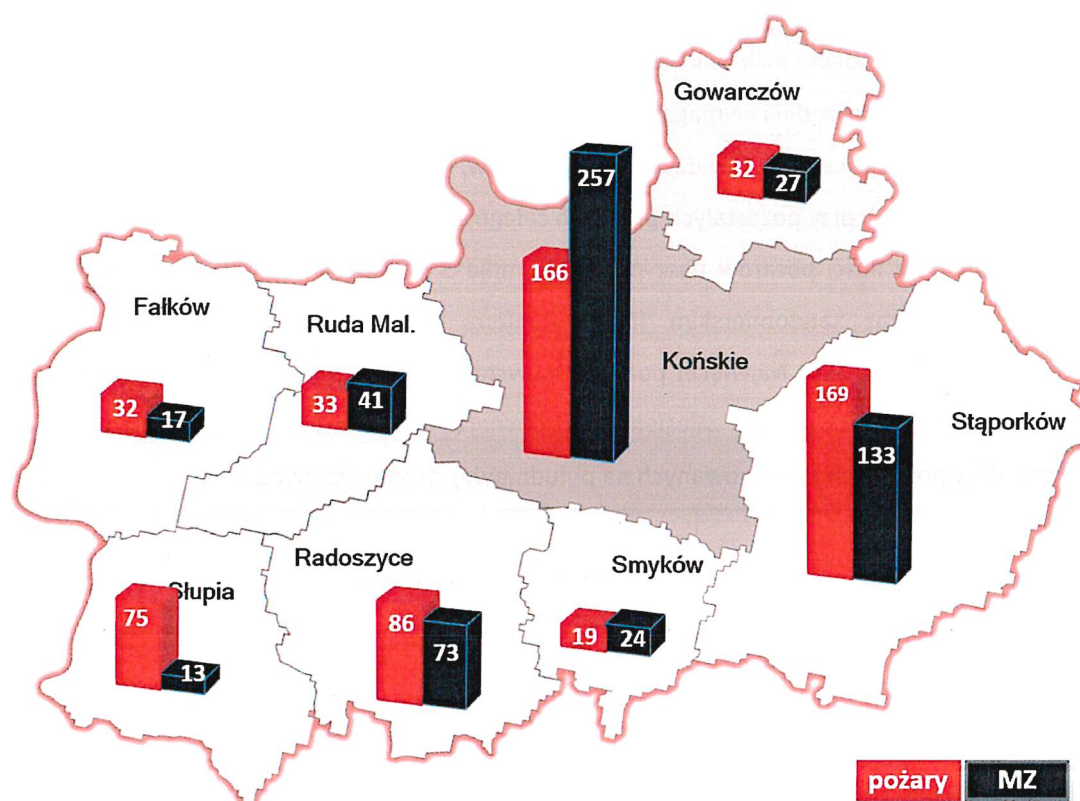 Gowarczów
32
27
257
166
Końskie
Fałków
32
17
Ruda Mal.
33
41
169
133
Stąporków
Radoszyce
86
73
Smyków
19
24
Słupia
75
13
pożary
MZ